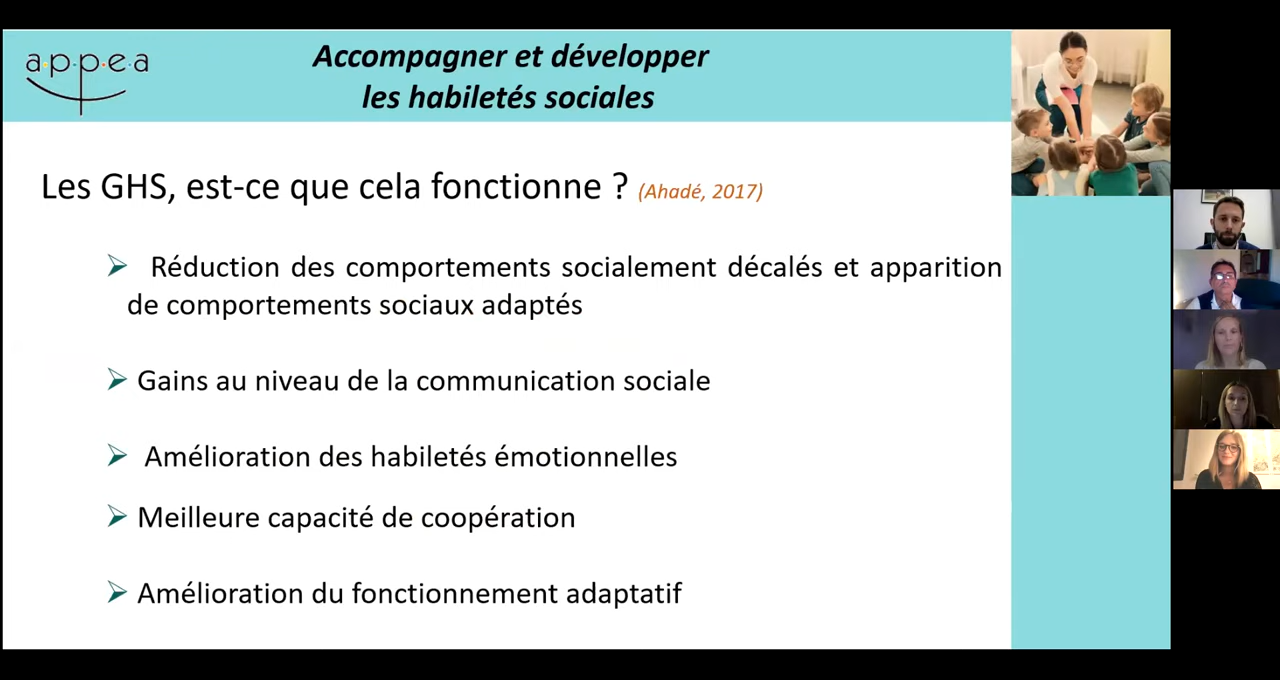 a·p·p·e·a
Accompagner et développer
les habiletés sociales
Les GHS, est-ce que cela fonctionne ? (Ahadé, 2017)
Réduction des comportements socialement décalés et apparition
de comportements sociaux adaptés
Gains au niveau de la communication sociale
Amélioration des habiletés émotionnelles
Meilleure capacité de coopération
Amélioration du fonctionnement adaptatif